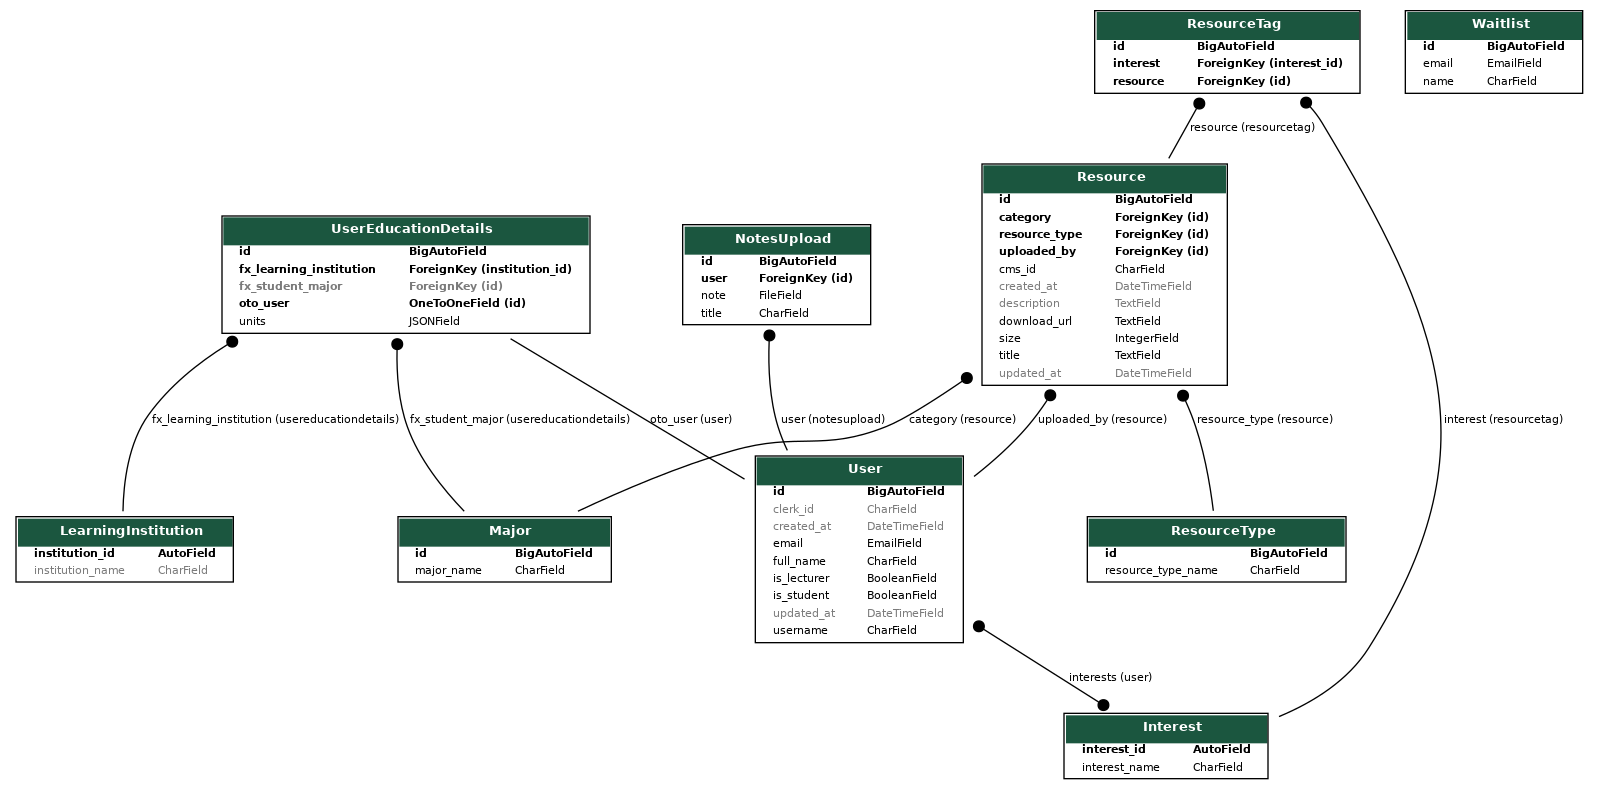 ResourceTag
id BigAutoField
interest ForeignKey (interest_id)
resource ForeignKey (id)
Waitlist
id BigAutoField
email EmailField
name CharField
resource (resourcetag)
Resource
id BigAutoField
category ForeignKey (id)
resource_type ForeignKey (id)
uploaded_by ForeignKey (id)
cms_id CharField
created_at DateTimeField
description TextField
download_url TextField
size IntegerField
title TextField
updated_at DateTimeField
UserEducationDetails
id BigAutoField
fx_learning_institution ForeignKey (institution_id)
fx_student_major ForeignKey (id)
oto_user OneToOneField (id)
units JSONField
NotesUpload
id BigAutoField
user ForeignKey (id)
note FileField
title CharField
fx_learning_institution (usereducationdetails)
fx_student_major (usereducationdetails)
oto_user (user)
user (notesupload)
category (resource)
uploaded_by (resource)
resource_type (resource)
interest (resourcetag)
LearningInstitution
institution_id AutoField
institution_name CharField
Major
id BigAutoField
major_name CharField
User
id BigAutoField
clerk_id CharField
created_at DateTimeField
email EmailField
full_name CharField
is_lecturer BooleanField
is_student BooleanField
updated_at DateTimeField
username CharField
ResourceType
id BigAutoField
resource_type_name CharField
interests (user)
Interest
interest_id AutoField
interest_name CharField